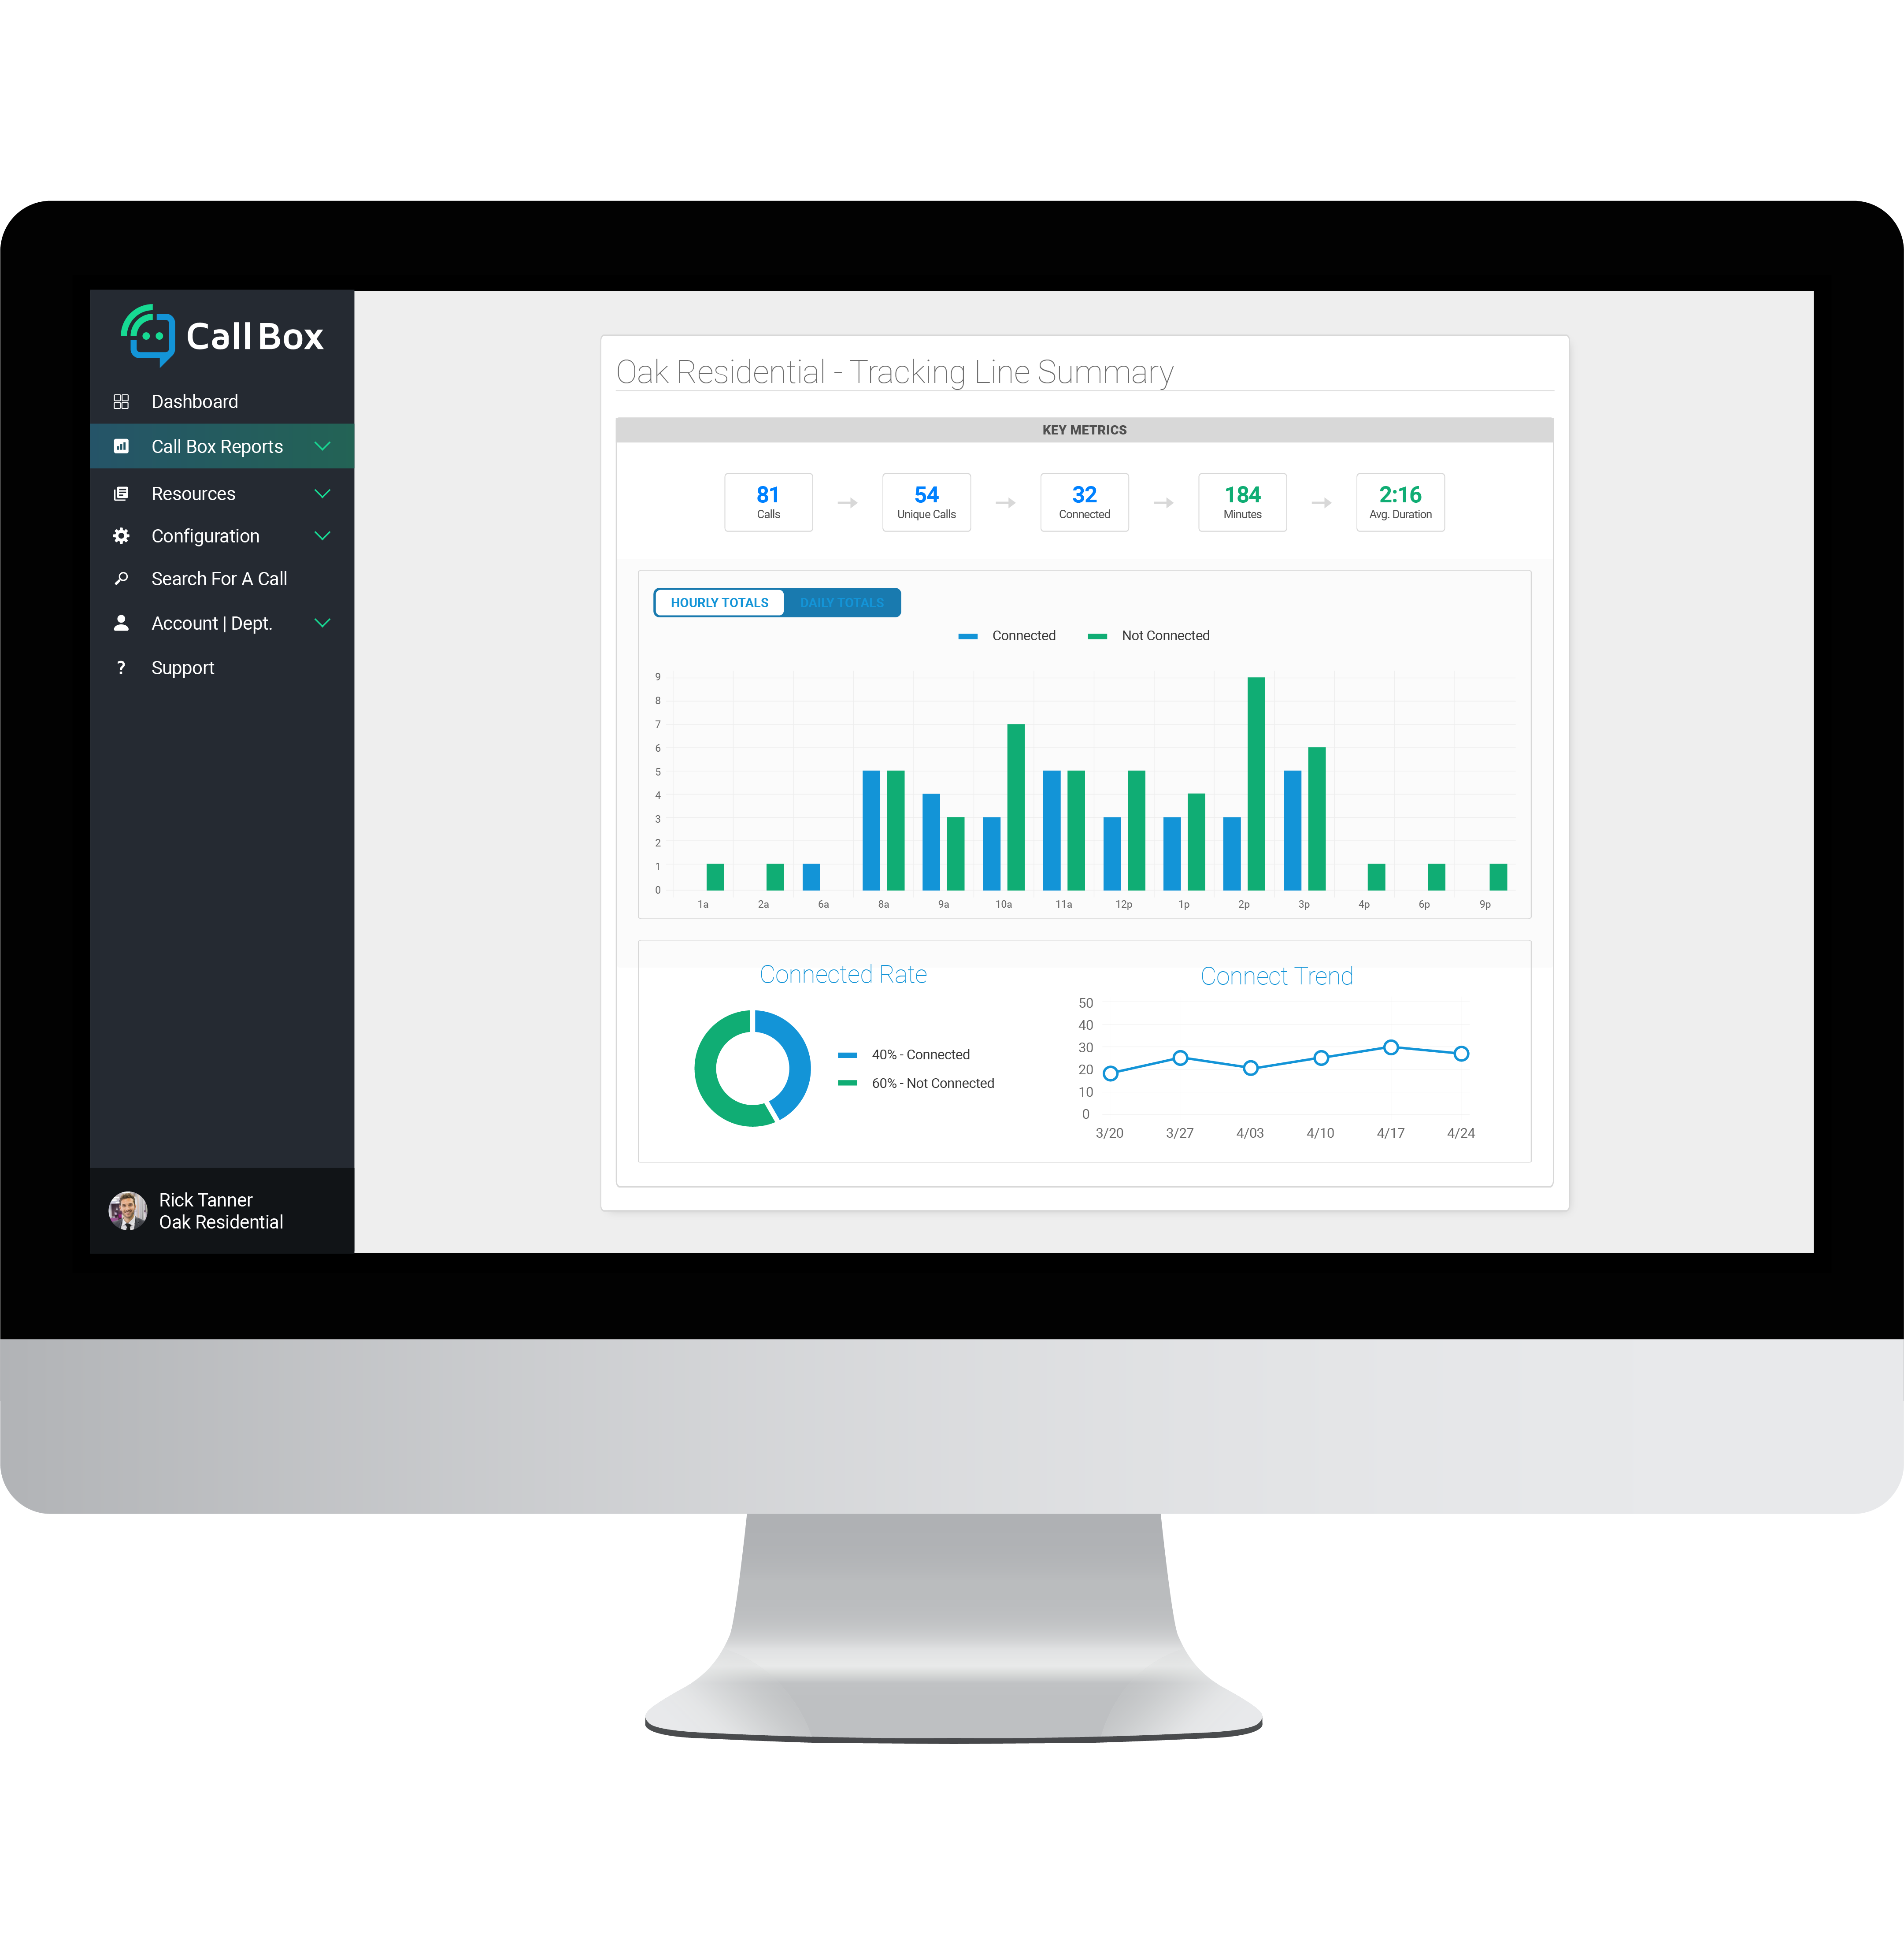 Call Box
Dashboard
Call Box Reports
Resources
Configuration
Search For A Call
Account | Dept.
? Support
Rick Tanner
Oak Residential
Oak Residential - Tracking Line Summary
KEY METRICS
81 54 32 184 2:16
Calls Unique Calls Connected Minutes Avg. Duration
HOURLY TOTALS DAILY TOTALS
Connected Not Connected
9
8
7
6
5
4
3
2
1
0
1a 2a 6a 8a 9a 10a 11a 12p 1p 2p 3p 4p 6p 9p
Connected Rate
40% - Connected
60% - Not Connected
Connect Trend
50
40
30
20
10
0
3/20 3/27 4/03 4/10 4/17 4/24